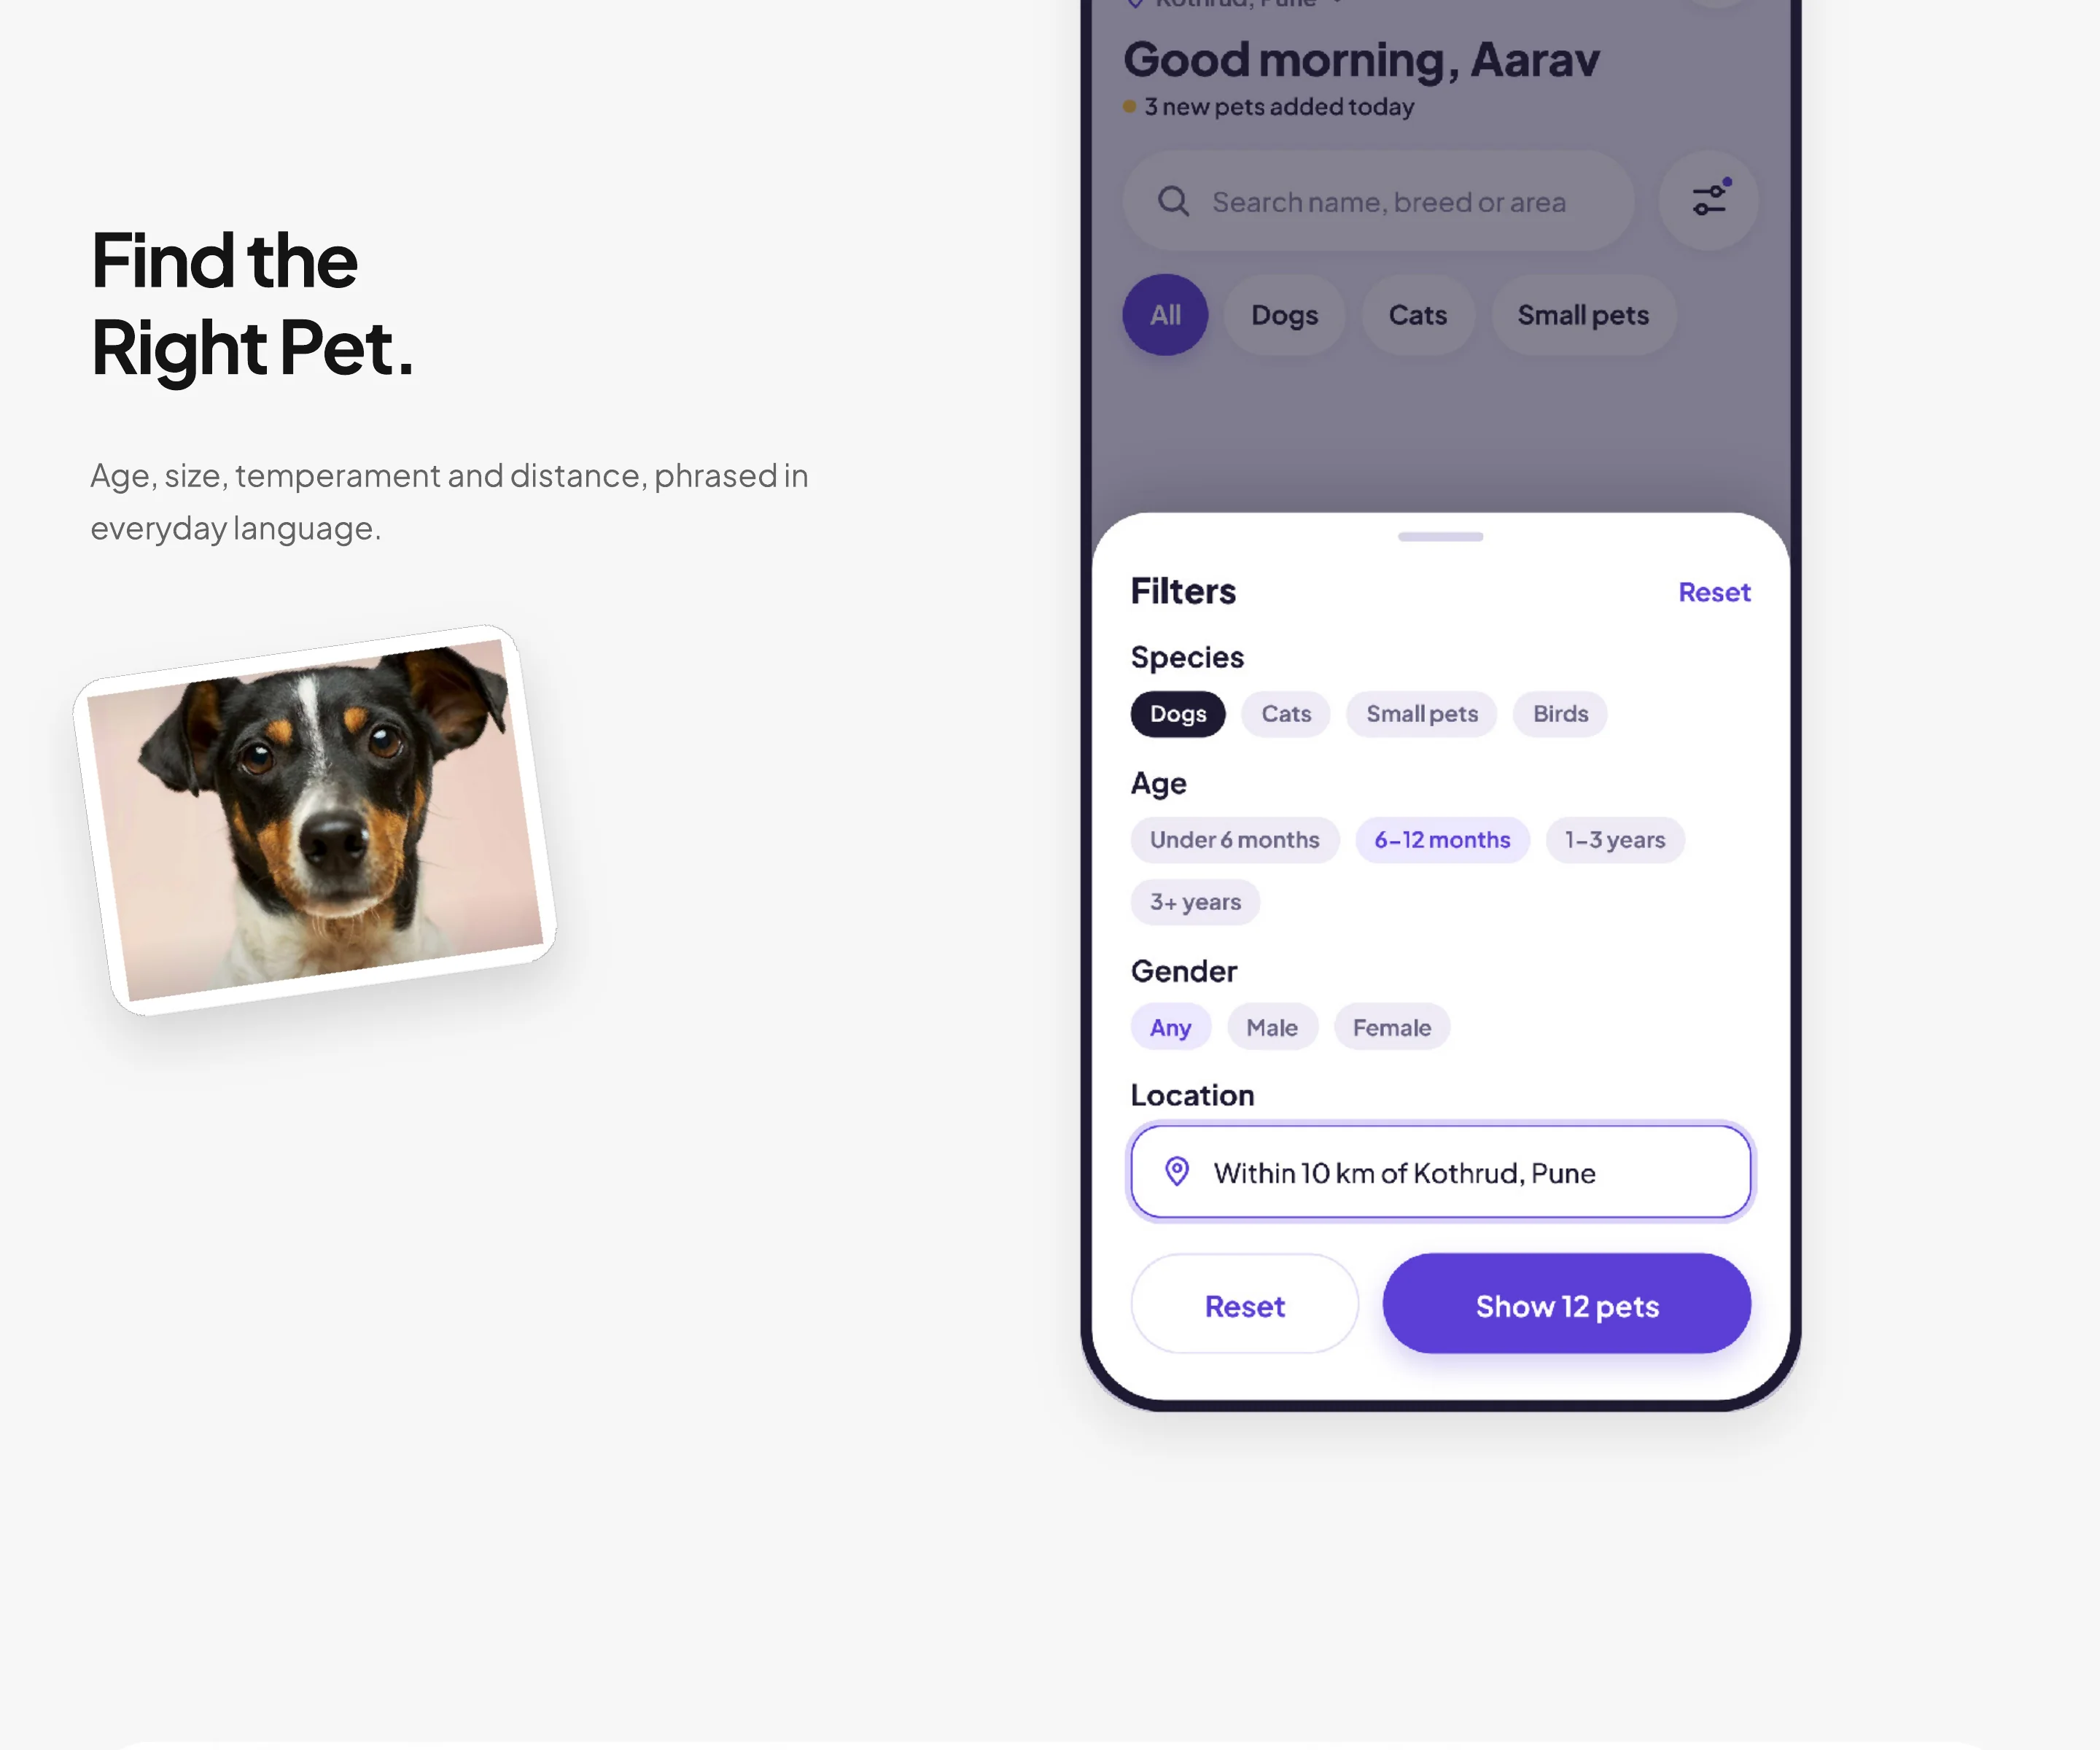 Find the
Right Pet.
Age, size, temperament and distance, phrased in
everyday language.
Kothrud, Pune
Good morning, Aarav
3 new pets added today
Search name, breed or area
All Dogs Cats Small pets
Filters Reset
Species
Dogs Cats Small pets Birds
Age
Under 6 months 6–12 months 1–3 years
3+ years
Gender
Any Male Female
Location
Within 10 km of Kothrud, Pune
Reset Show 12 pets